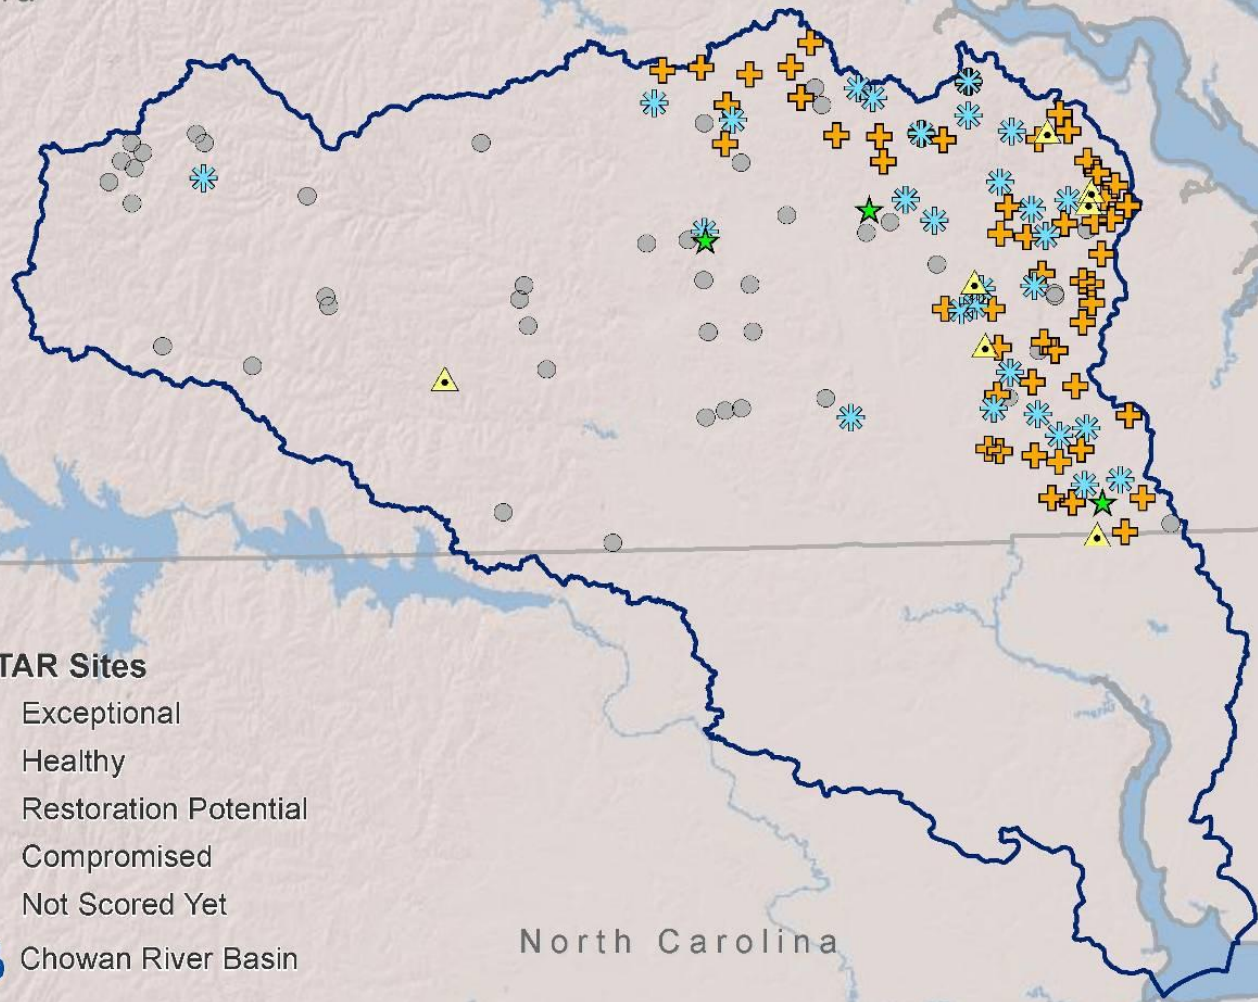 TAR Sites
Exceptional
Healthy
Restoration Potential
Compromised
Not Scored Yet
Chowan River Basin
North Carolina